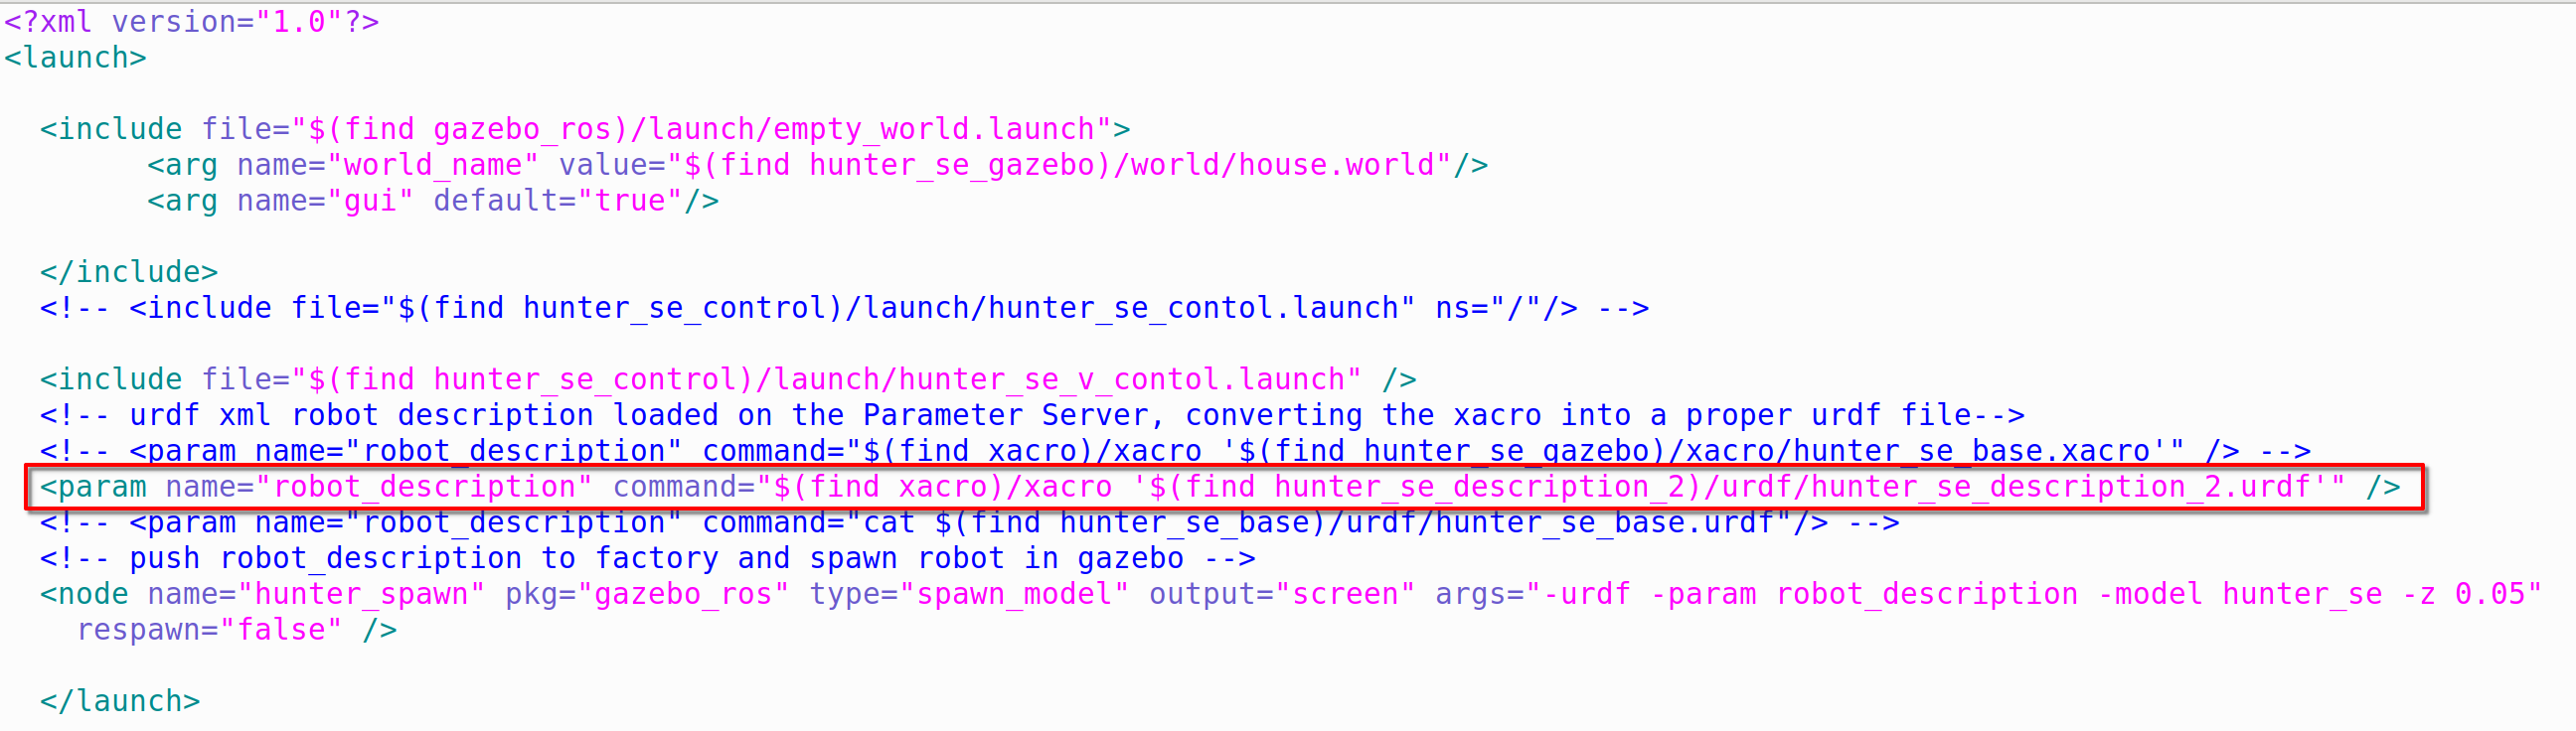 <?xml version="1.0"?>
<launch>
<include file="$(find gazebo_ros)/launch/empty_world.launch">
<arg name="world_name" value="$(find hunter_se_gazebo)/world/house.world"/>
<arg name="gui" default="true"/>
</include>
<!-- <include file="$(find hunter_se_control)/launch/hunter_se_contol.launch" ns="/"/> -->
<include file="$(find hunter_se_control)/launch/hunter_se_v_contol.launch" />
<!-- urdf xml robot description loaded on the Parameter Server, converting the xacro into a proper urdf file-->
<!-- <param name="robot_description" command="$(find xacro)/xacro '$(find hunter_se_gazebo)/xacro/hunter_se_base.xacro'" /> -->
<param name="robot_description" command="$(find xacro)/xacro '$(find hunter_se_description_2)/urdf/hunter_se_description_2.urdf'" />
<!-- <param name="robot_description" command="cat $(find hunter_se_base)/urdf/hunter_se_base.urdf"/> -->
<!-- push robot_description to factory and spawn robot in gazebo -->
<node name="hunter_spawn" pkg="gazebo_ros" type="spawn_model" output="screen" args="-urdf -param robot_description -model hunter_se -z 0.05"
respawn="false" />
</launch>